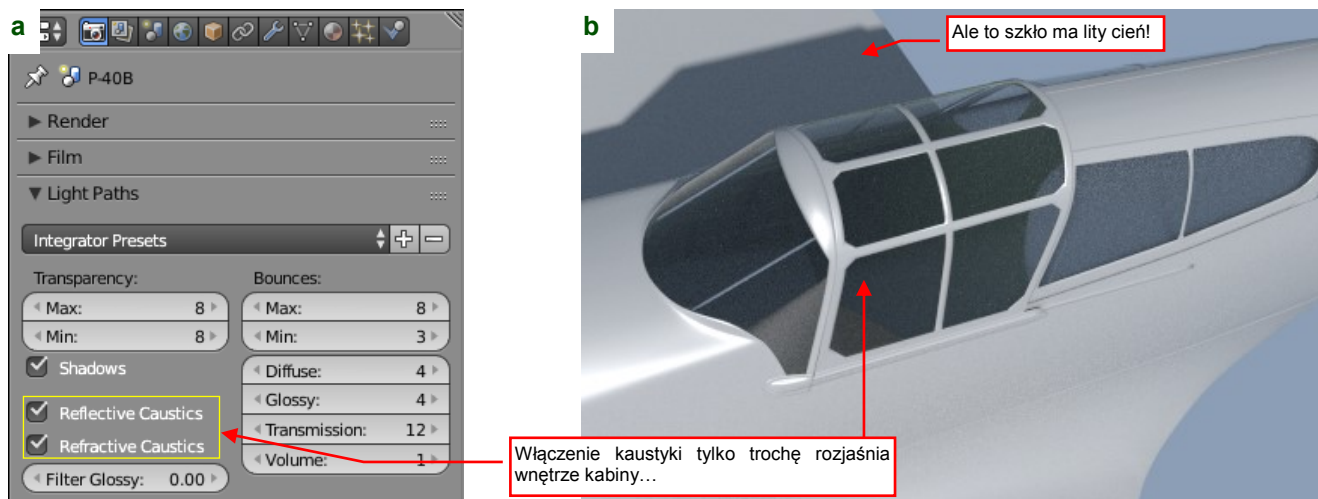 a
P-40B
Render
Film
Light Paths
Integrator Presets
Transparency:
Max: 8
Min: 8
Shadows
Reflective Caustics
Refractive Caustics
Filter Glossy: 0.00
Bounces:
Max: 8
Min: 3
Diffuse: 4
Glossy: 4
Transmission: 12
Volume: 1
b
Ale to szkło ma lity cień!
Włączenie kaustyki tylko trochę rozjaśnia
wnętrze kabiny…